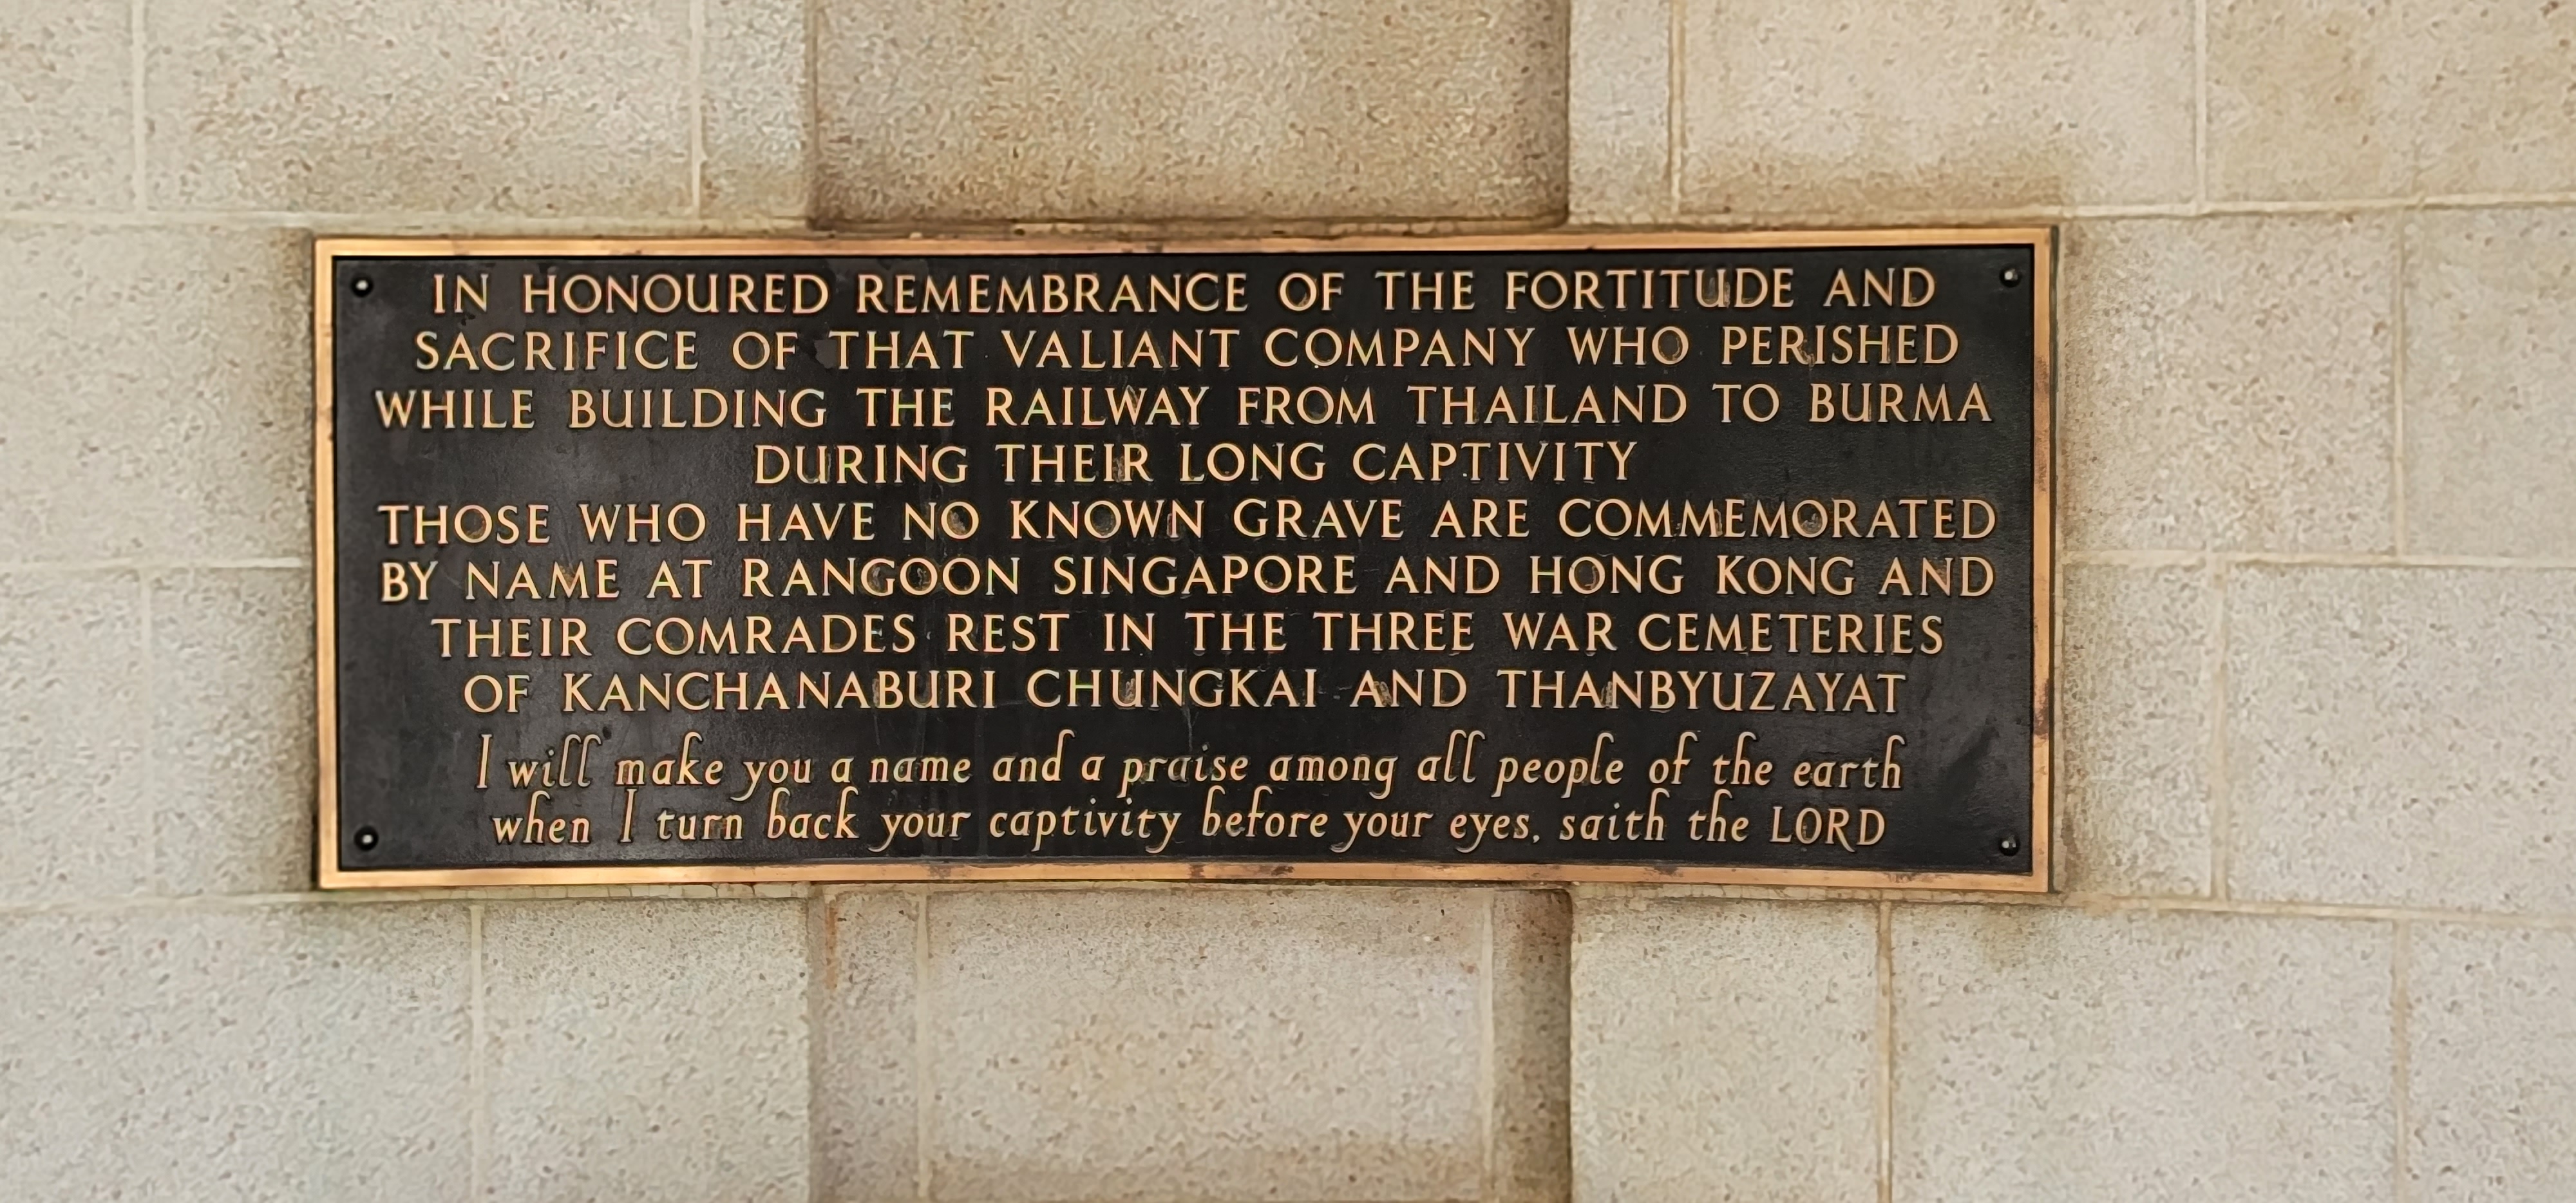 IN HONOURED REMEMBRANCE OF THE FORTITUDE AND
SACRIFICE OF THAT VALIANT COMPANY WHO PERISHED
WHILE BUILDING THE RAILWAY FROM THAILAND TO BURMA
DURING THEIR LONG CAPTIVITY
THOSE WHO HAVE NO KNOWN GRAVE ARE COMMEMORATED
BY NAME AT RANGOON SINGAPORE AND HONG KONG AND
THEIR COMRADES REST IN THE THREE WAR CEMETERIES
OF KANCHANABURI CHUNGKAI AND THANBYUZAYAT
I will make you a name and a praise among all people of the earth
when I turn back your captivity before your eyes, saith the LORD